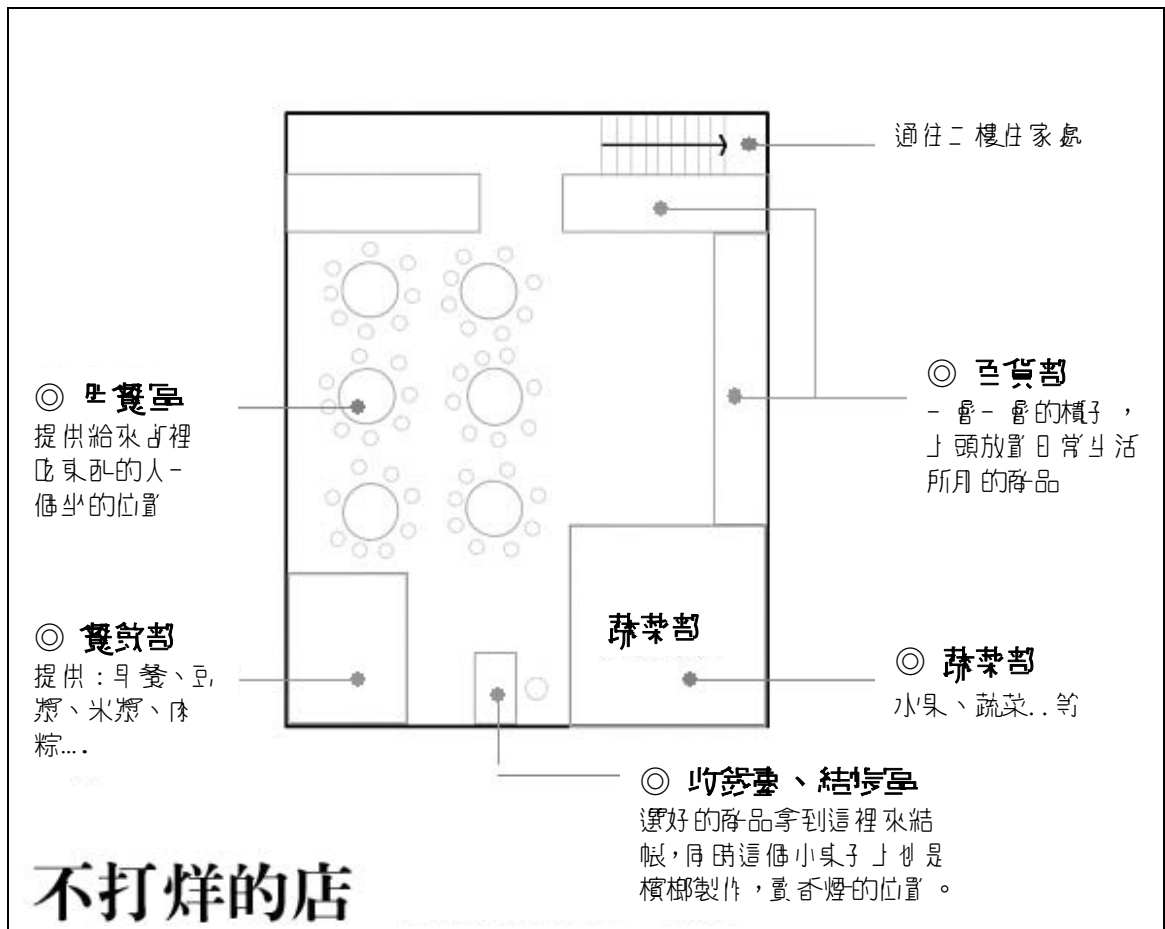 通往二樓住家處
◎ 百貨部
一層一層的櫃子，
上頭放置日常生活
所用的商品
◎ 用餐區
提供給來這裡
吃東西的人一
個坐的位置
◎ 餐飲部
提供：早餐、豆
漿、米漿、肉
粽....
蔬菜部
◎ 蔬菜部
水果、蔬菜..等
◎ 收銀臺、結帳區
選好的商品拿到這裡來結
帳，同時這個小桌子上也是
檳榔製作，賣香煙的位置。
不打烊的店